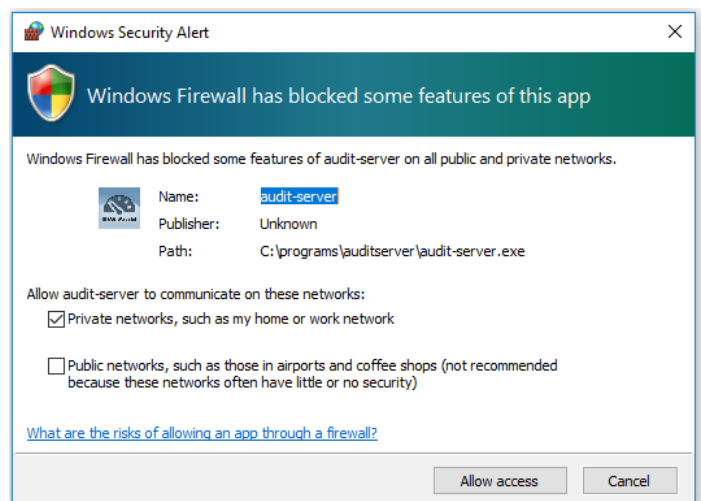 Windows Security Alert
Windows Firewall has blocked some features of this app
Windows Firewall has blocked some features of audit-server on all public and private networks.
Name: audit-server
Publisher: Unknown
Path: C:\programs\auditserver\audit-server.exe
Allow audit-server to communicate on these networks:
Private networks, such as my home or work network
Public networks, such as those in airports and coffee shops (not recommended
because these networks often have little or no security)
What are the risks of allowing an app through a firewall?
Allow access Cancel